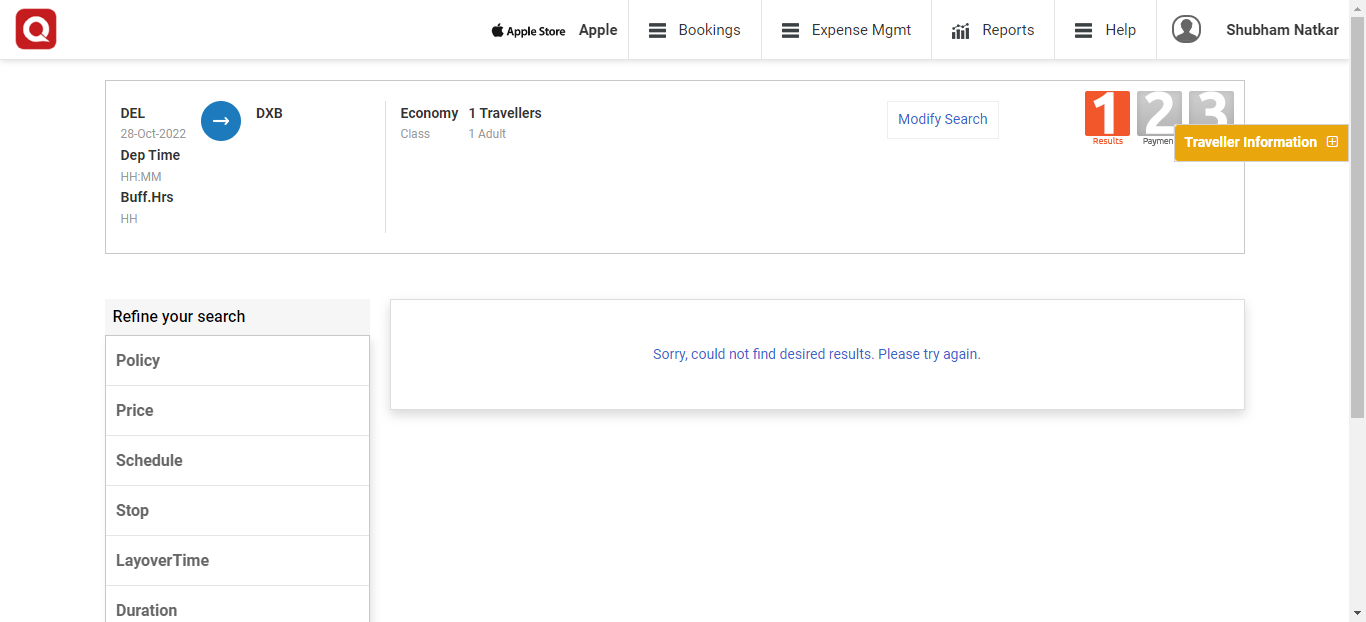 Apple Store Apple Bookings Expense Mgmt Reports Help Shubham Natkar
DEL DXB
28-Oct-2022
Dep Time
HH:MM
Buff.Hrs
HH
Economy 1 Travellers
Class 1 Adult
Modify Search
1 2 3
Results Paymen
Traveller Information
Refine your search
Policy
Price
Schedule
Stop
LayoverTime
Duration
Sorry, could not find desired results. Please try again.